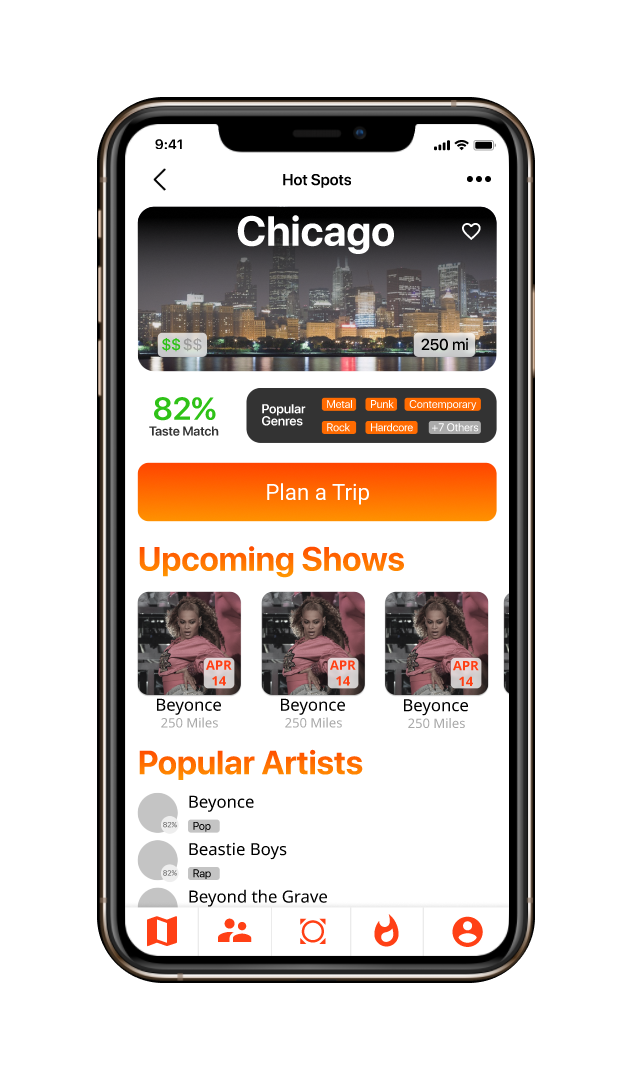 9:41
Hot Spots
Chicago
$$$$
250 mi
82%
Taste Match
Popular
Genres
Metal Punk Contemporary
Rock Hardcore +7 Others
Plan a Trip
Upcoming Shows
APR
14
APR
14
APR
14
Beyonce
Beyonce
Beyonce
250 Miles
250 Miles
250 Miles
Popular Artists
Beyonce
82%
Pop
Beastie Boys
82%
Rap
Beyond the Grave